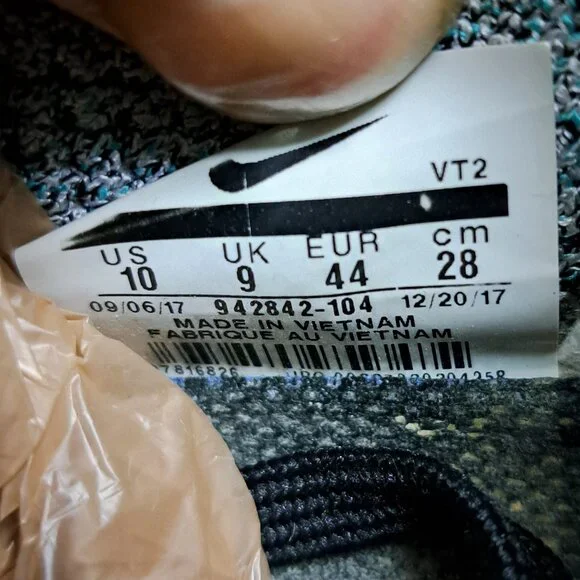 VT2
US UK EUR cm
10 9 44 28
09/06/17 942842-104 12/20/17
MADE IN VIETNAM
FABRIQUE AU VIETNAM
7816826